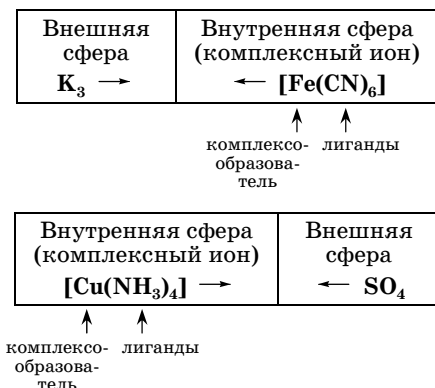 Внешняя сфера
K₃ →
Внутренняя сфера (комплексный ион)
← [Fe(CN)₆]
комплексо-
образова-
тель
лиганды
Внутренняя сфера
(комплексный ион)
[Cu(NH₃)₄] →
Внешняя
сфера
← SO₄
комплексо-
образова-
тель
лиганды